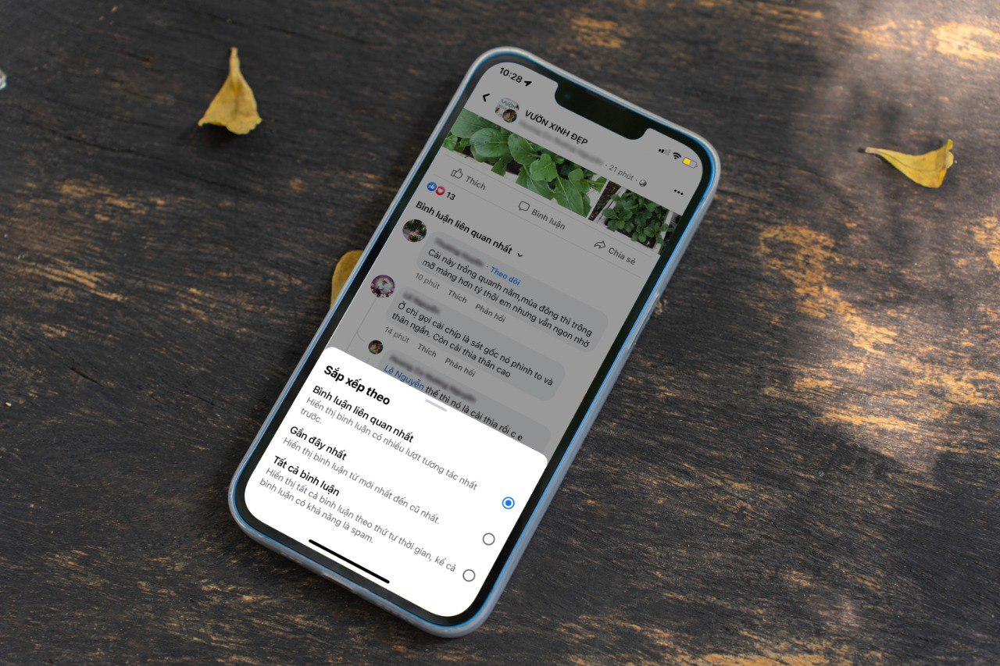 10:28
VƯỜN XINH ĐẸP
· 21 phút ·
Thích
Bình luận
Chia sẻ
13
Bình luận liên quan nhất
· Theo dõi
Cải này trồng quanh năm,mùa đông thì trông
mỡ màng hơn tý thôi em nhưng vẫn ngon nhờ
10 phút Thích Phản hồi
Ở chị gọi cải chíp là sát gốc nó phình to và
thân ngắn. Còn cải thìa thân cao
14 phút Thích Phản hồi
Lê Nguyễn thế thì nó là cải thìa rồi c e
Sắp xếp theo
Bình luận liên quan nhất
Hiển thị bình luận có nhiều lượt tương tác nhất
trước.
Gần đây nhất
Hiển thị bình luận từ mới nhất đến cũ nhất.
Tất cả bình luận
Hiển thị tất cả bình luận theo thứ tự thời gian, kể cả
bình luận có khả năng là spam.